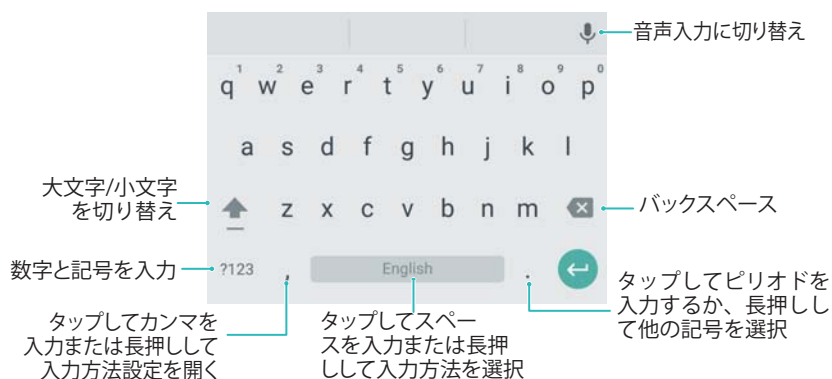 音声入力に切り替え
1 2 3 4 5 6 7 8 9 0
q w e r t y u i o p
a s d f g h j k l
大文字/小文字
を切り替え
z x c v b n m
バックスペース
数字と記号を入力
?123 , English .
タップしてピリオドを
入力するか、長押しし
て他の記号を選択
タップしてカンマを
入力または長押しして
入力方法設定を開く
タップしてスペー
スを入力または長押
しして入力方法を選択